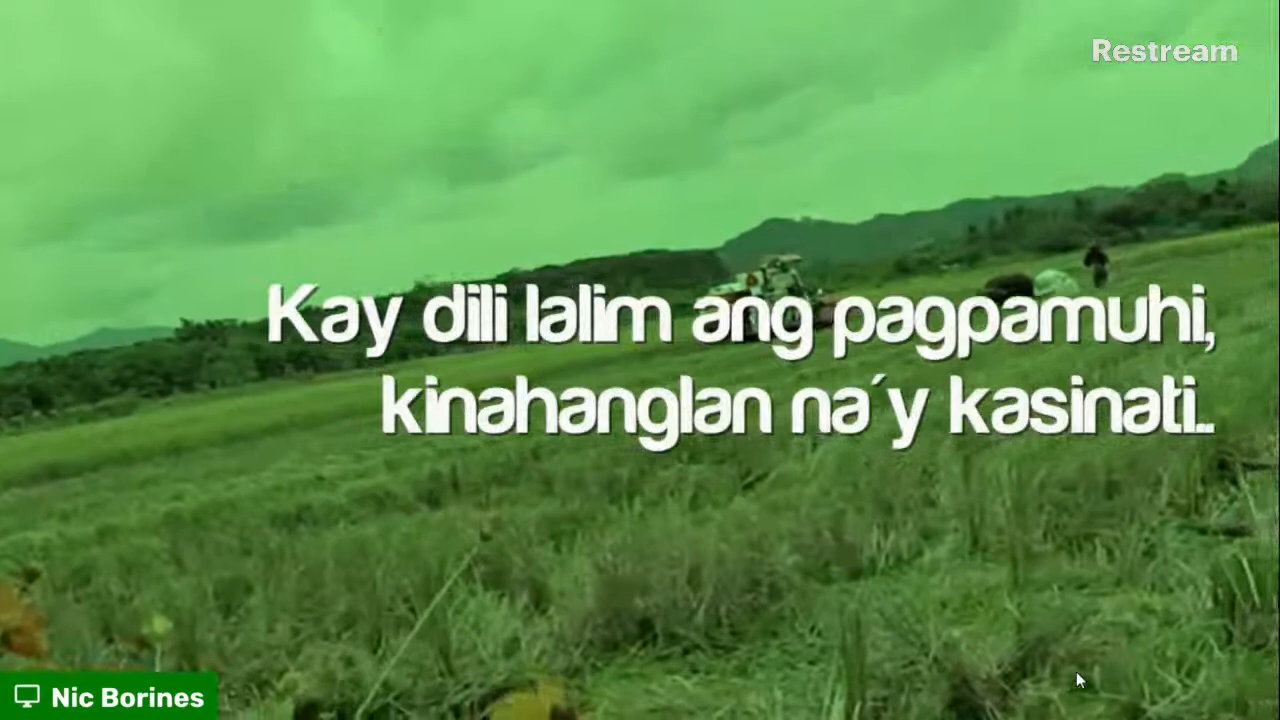 Restream
Kay dili lalim ang pagpamuhi,
kinahanglan na´y kasinati..
Nic Borines